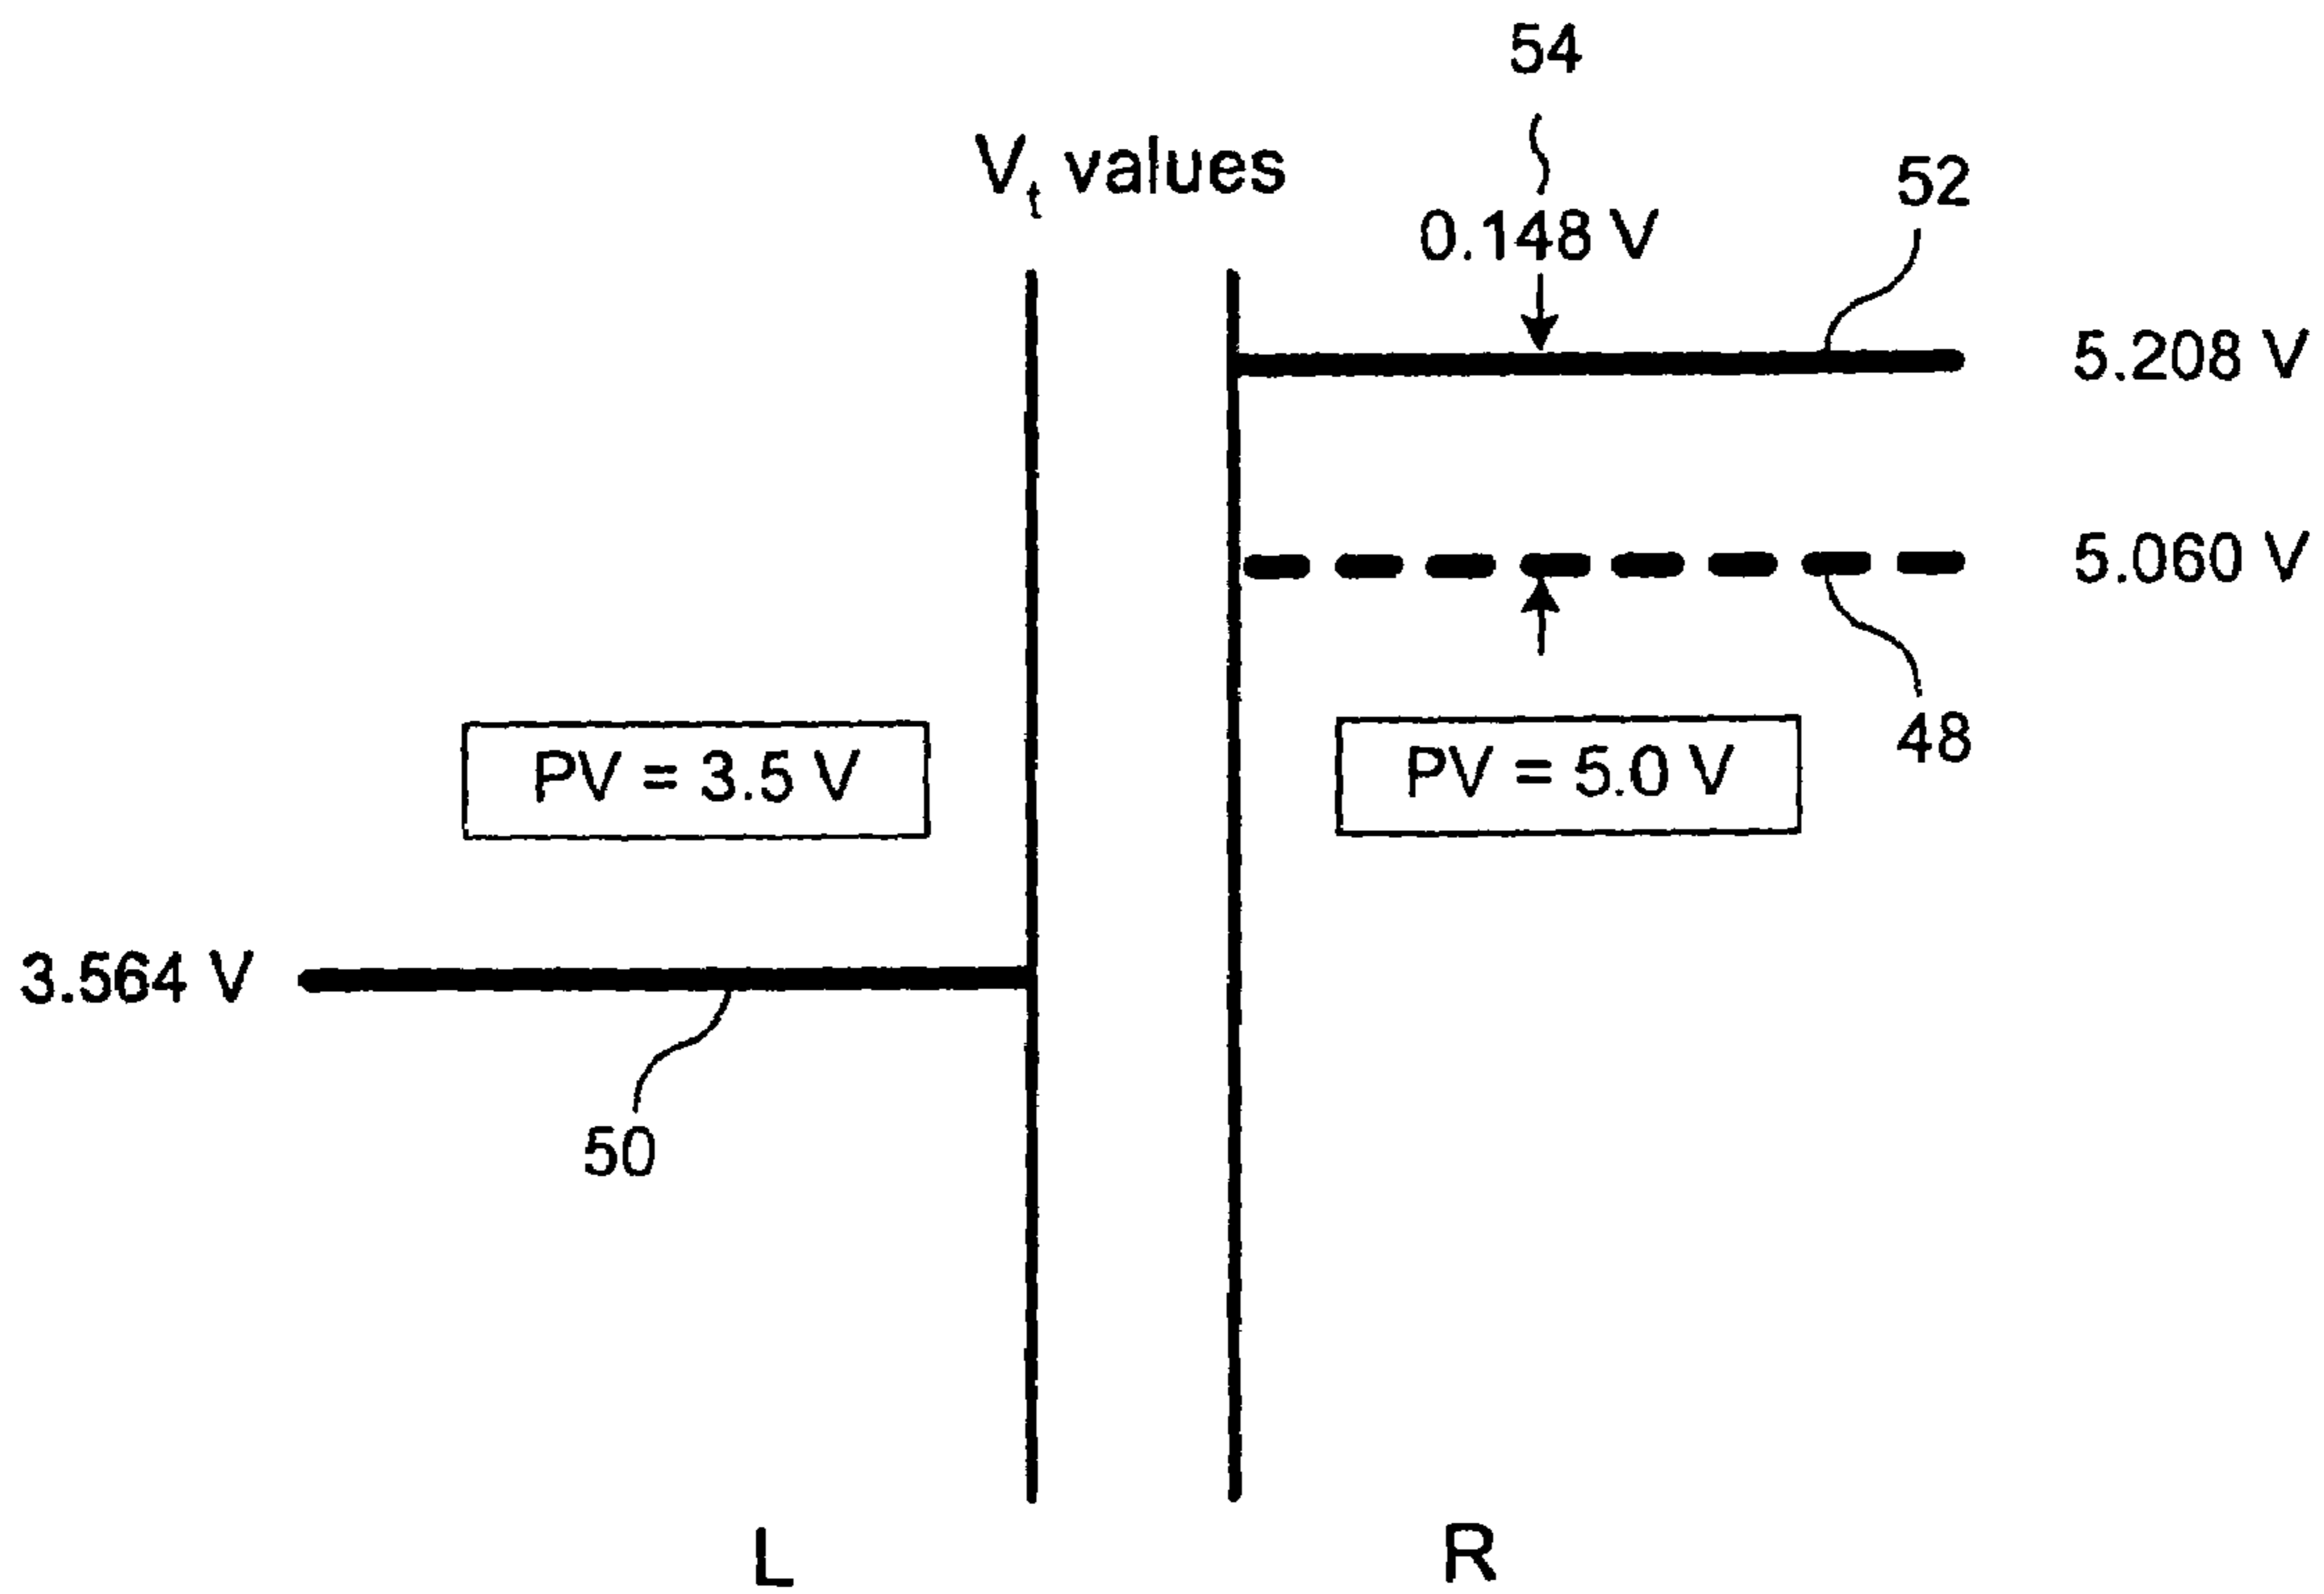 54
V_t values
52
0.148 V
5.208 V
5.060 V
48
PV = 3.5 V
PV = 5.0 V
3.564 V
50
L
R